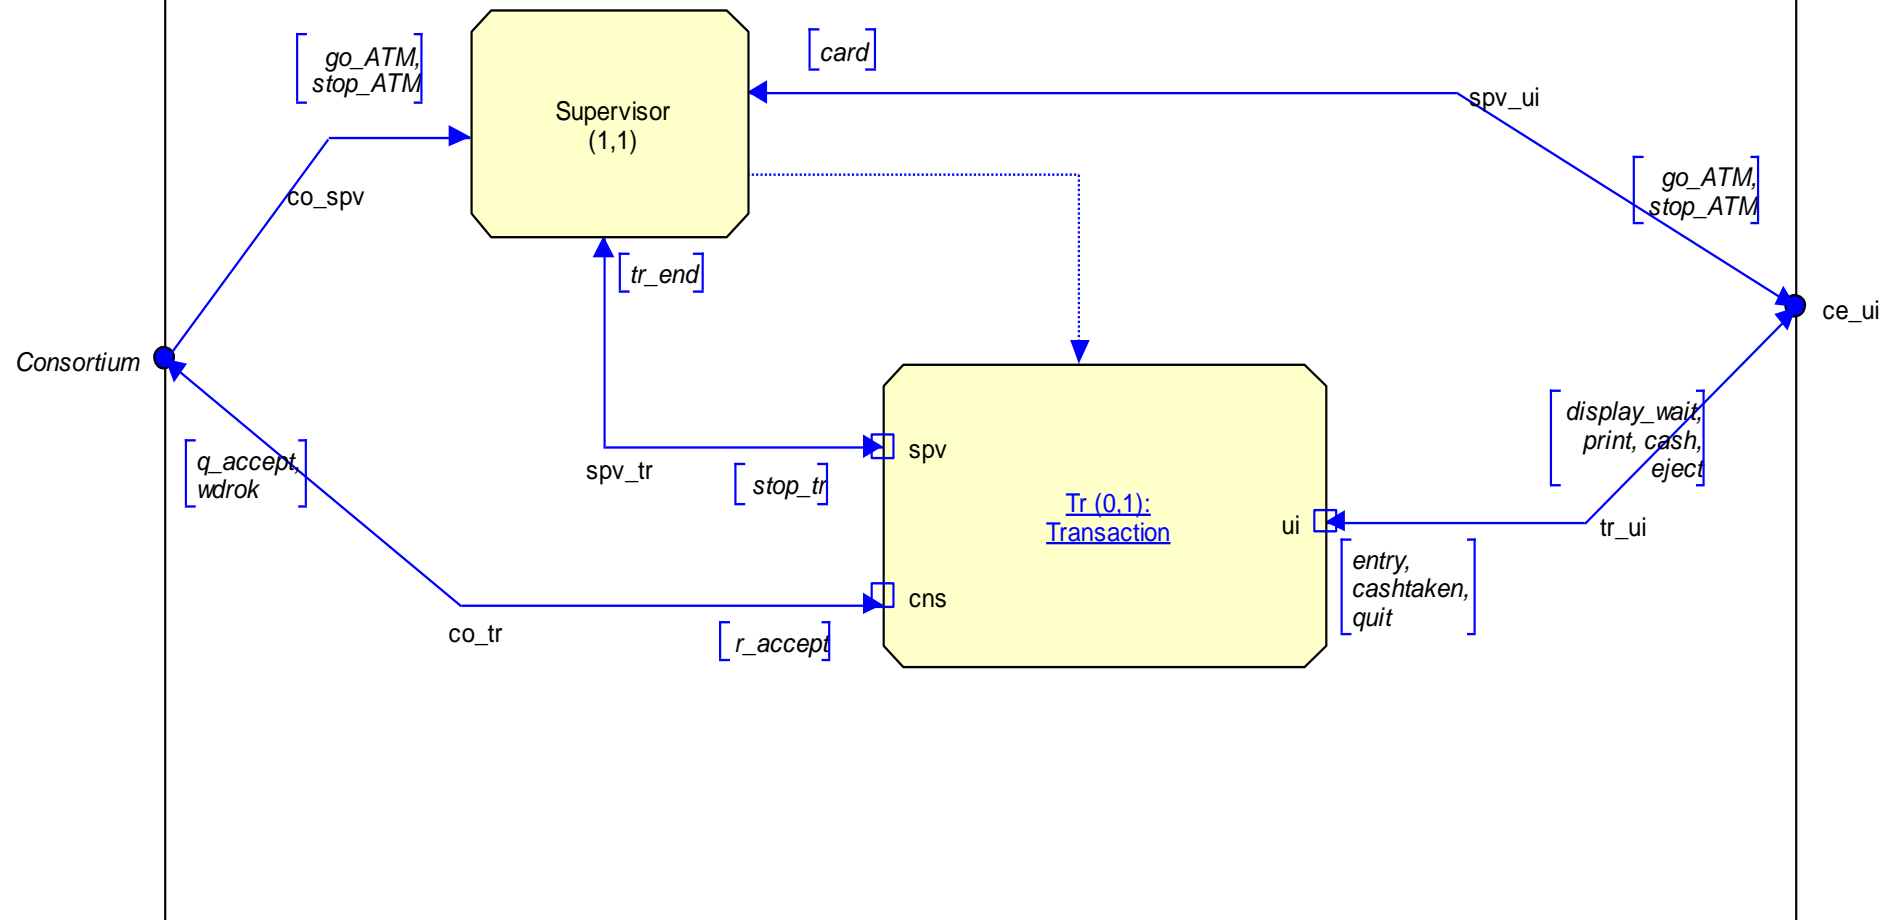 go_ATM,
stop_ATM
card
Supervisor
(1,1)
spv_ui
go_ATM,
stop_ATM
co_spv
tr_end
ce_ui
Consortium
display_wait,
print, cash,
eject
q_accept,
wdrok
spv_tr
stop_tr
spv
Tr (0,1):
Transaction
ui
tr_ui
entry,
cashtaken,
quit
cns
co_tr
r_accept